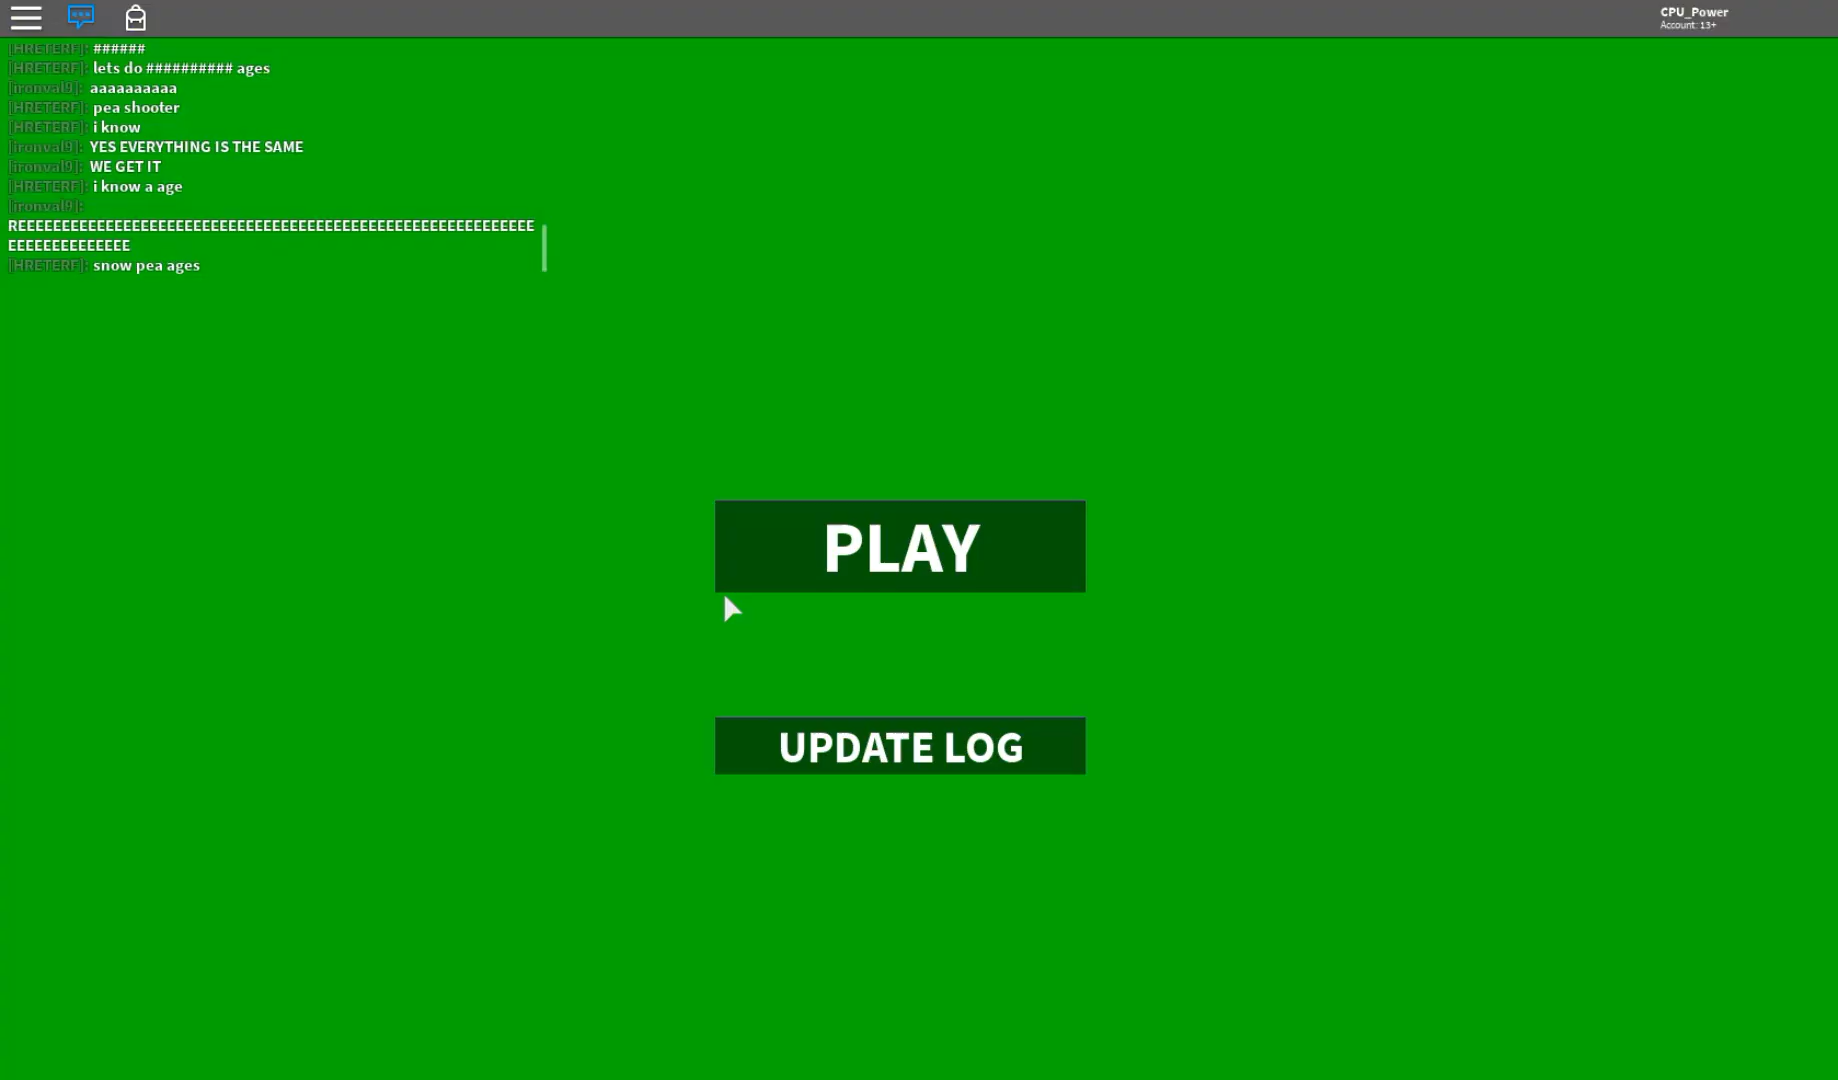 CPU_Power
Account: 13+
[HRETERF]: ######
[HRETERF]: lets do ########## ages
[ironval9]: aaaaaaaaaa
[HRETERF]: pea shooter
[HRETERF]: i know
[ironval9]: YES EVERYTHING IS THE SAME
[ironval9]: WE GET IT
[HRETERF]: i know a age
[ironval9]:
REEEEEEEEEEEEEEEEEEEEEEEEEEEEEEEEEEEEEEEEEEEEEEEEEEEEEEEEEEE
EEEEEEEEEEEEEE
[HRETERF]: snow pea ages
PLAY
UPDATE LOG